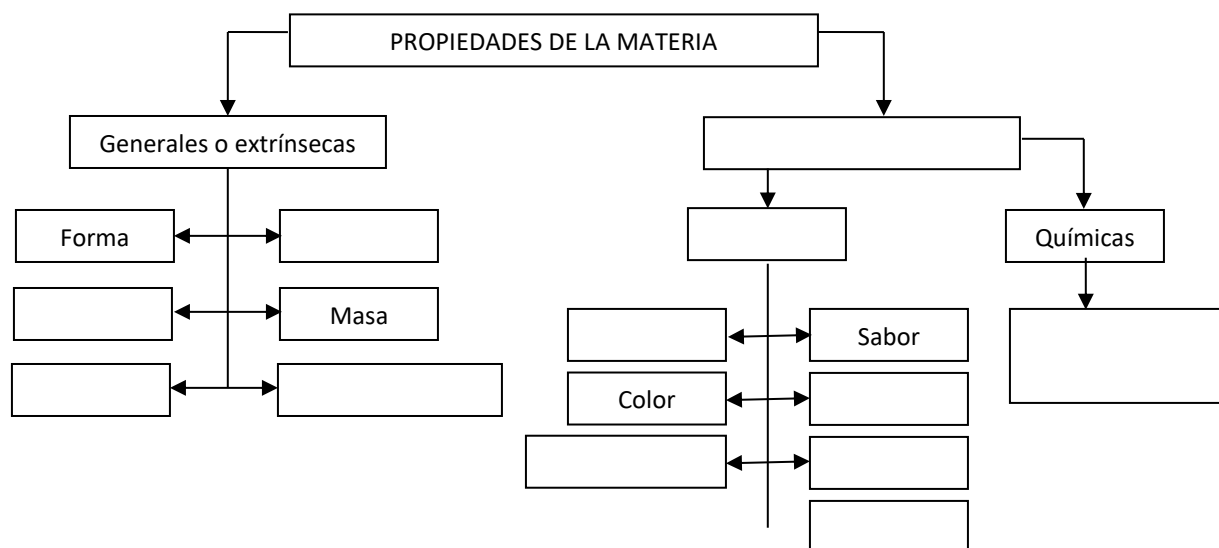 PROPIEDADES DE LA MATERIA
Generales o extrínsecas
Forma
Químicas
Masa
Sabor
Color